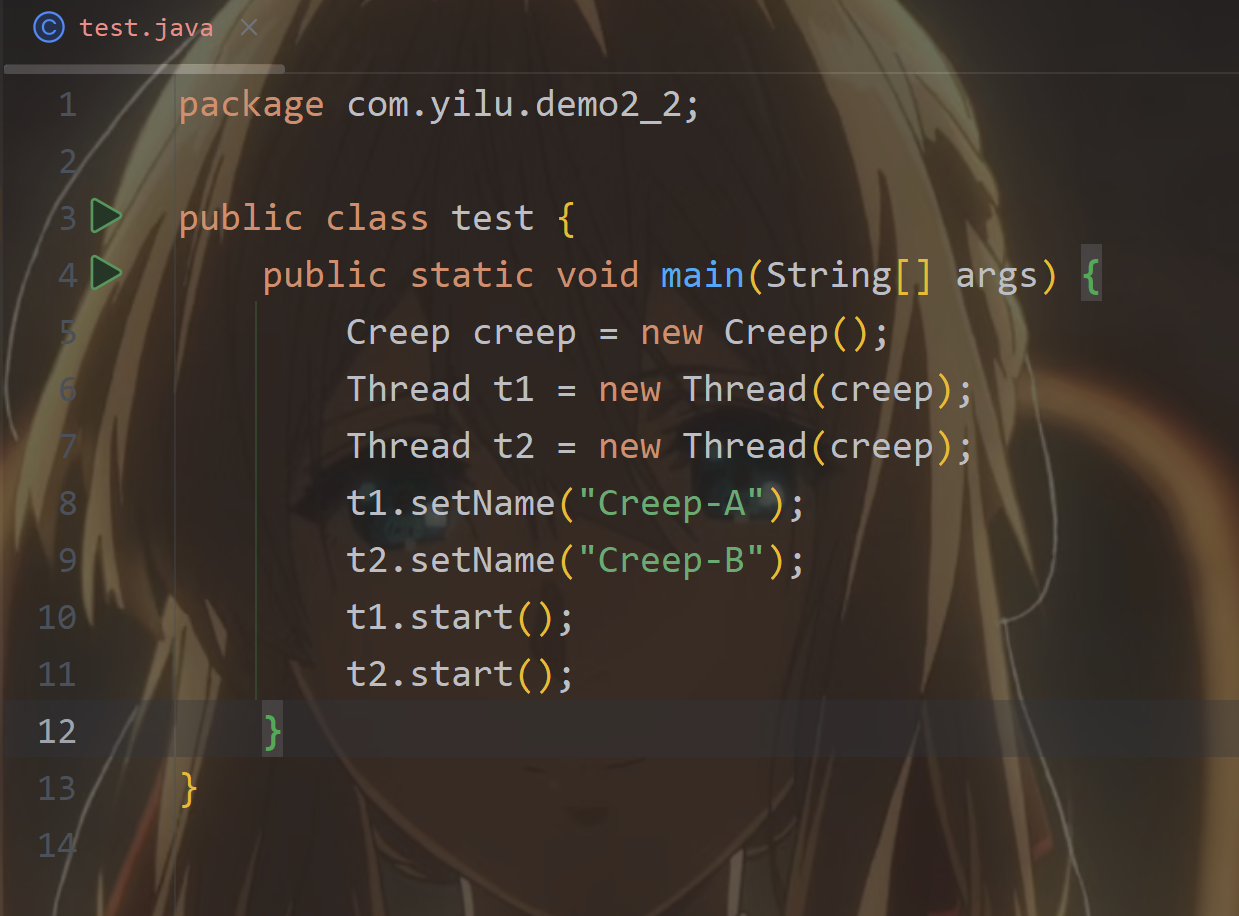 test.java
1 package com.yilu.demo2_2;
2
3 public class test {
4 public static void main(String[] args) {
5 Creep creep = new Creep();
6 Thread t1 = new Thread(creep);
7 Thread t2 = new Thread(creep);
8 t1.setName("Creep-A");
9 t2.setName("Creep-B");
10 t1.start();
11 t2.start();
12 }
13 }
14